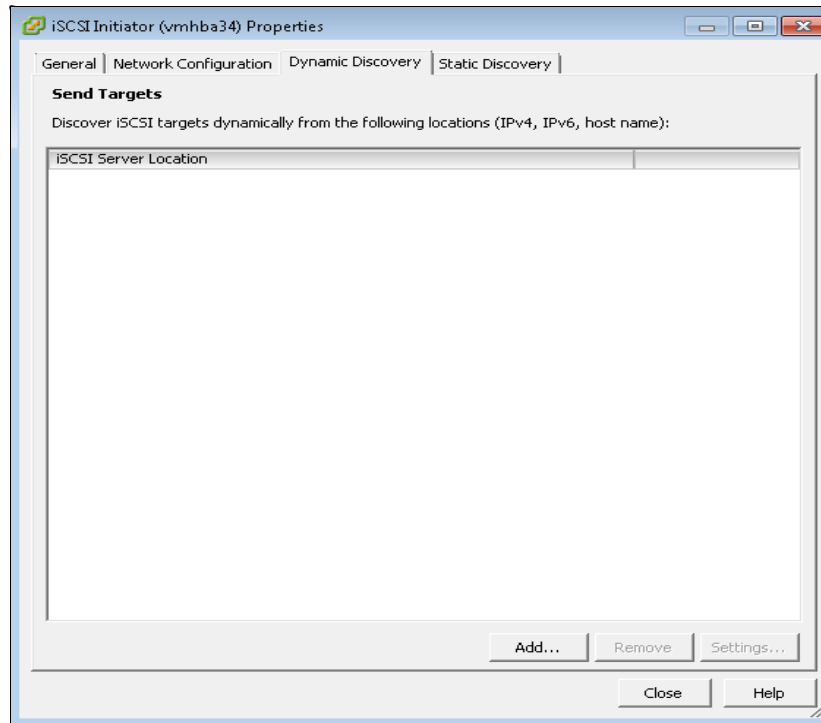 iSCSI Initiator (vmhba34) Properties
General Network Configuration Dynamic Discovery Static Discovery
Send Targets
Discover iSCSI targets dynamically from the following locations (IPv4, IPv6, host name):
iSCSI Server Location
Add... Remove Settings...
Close Help